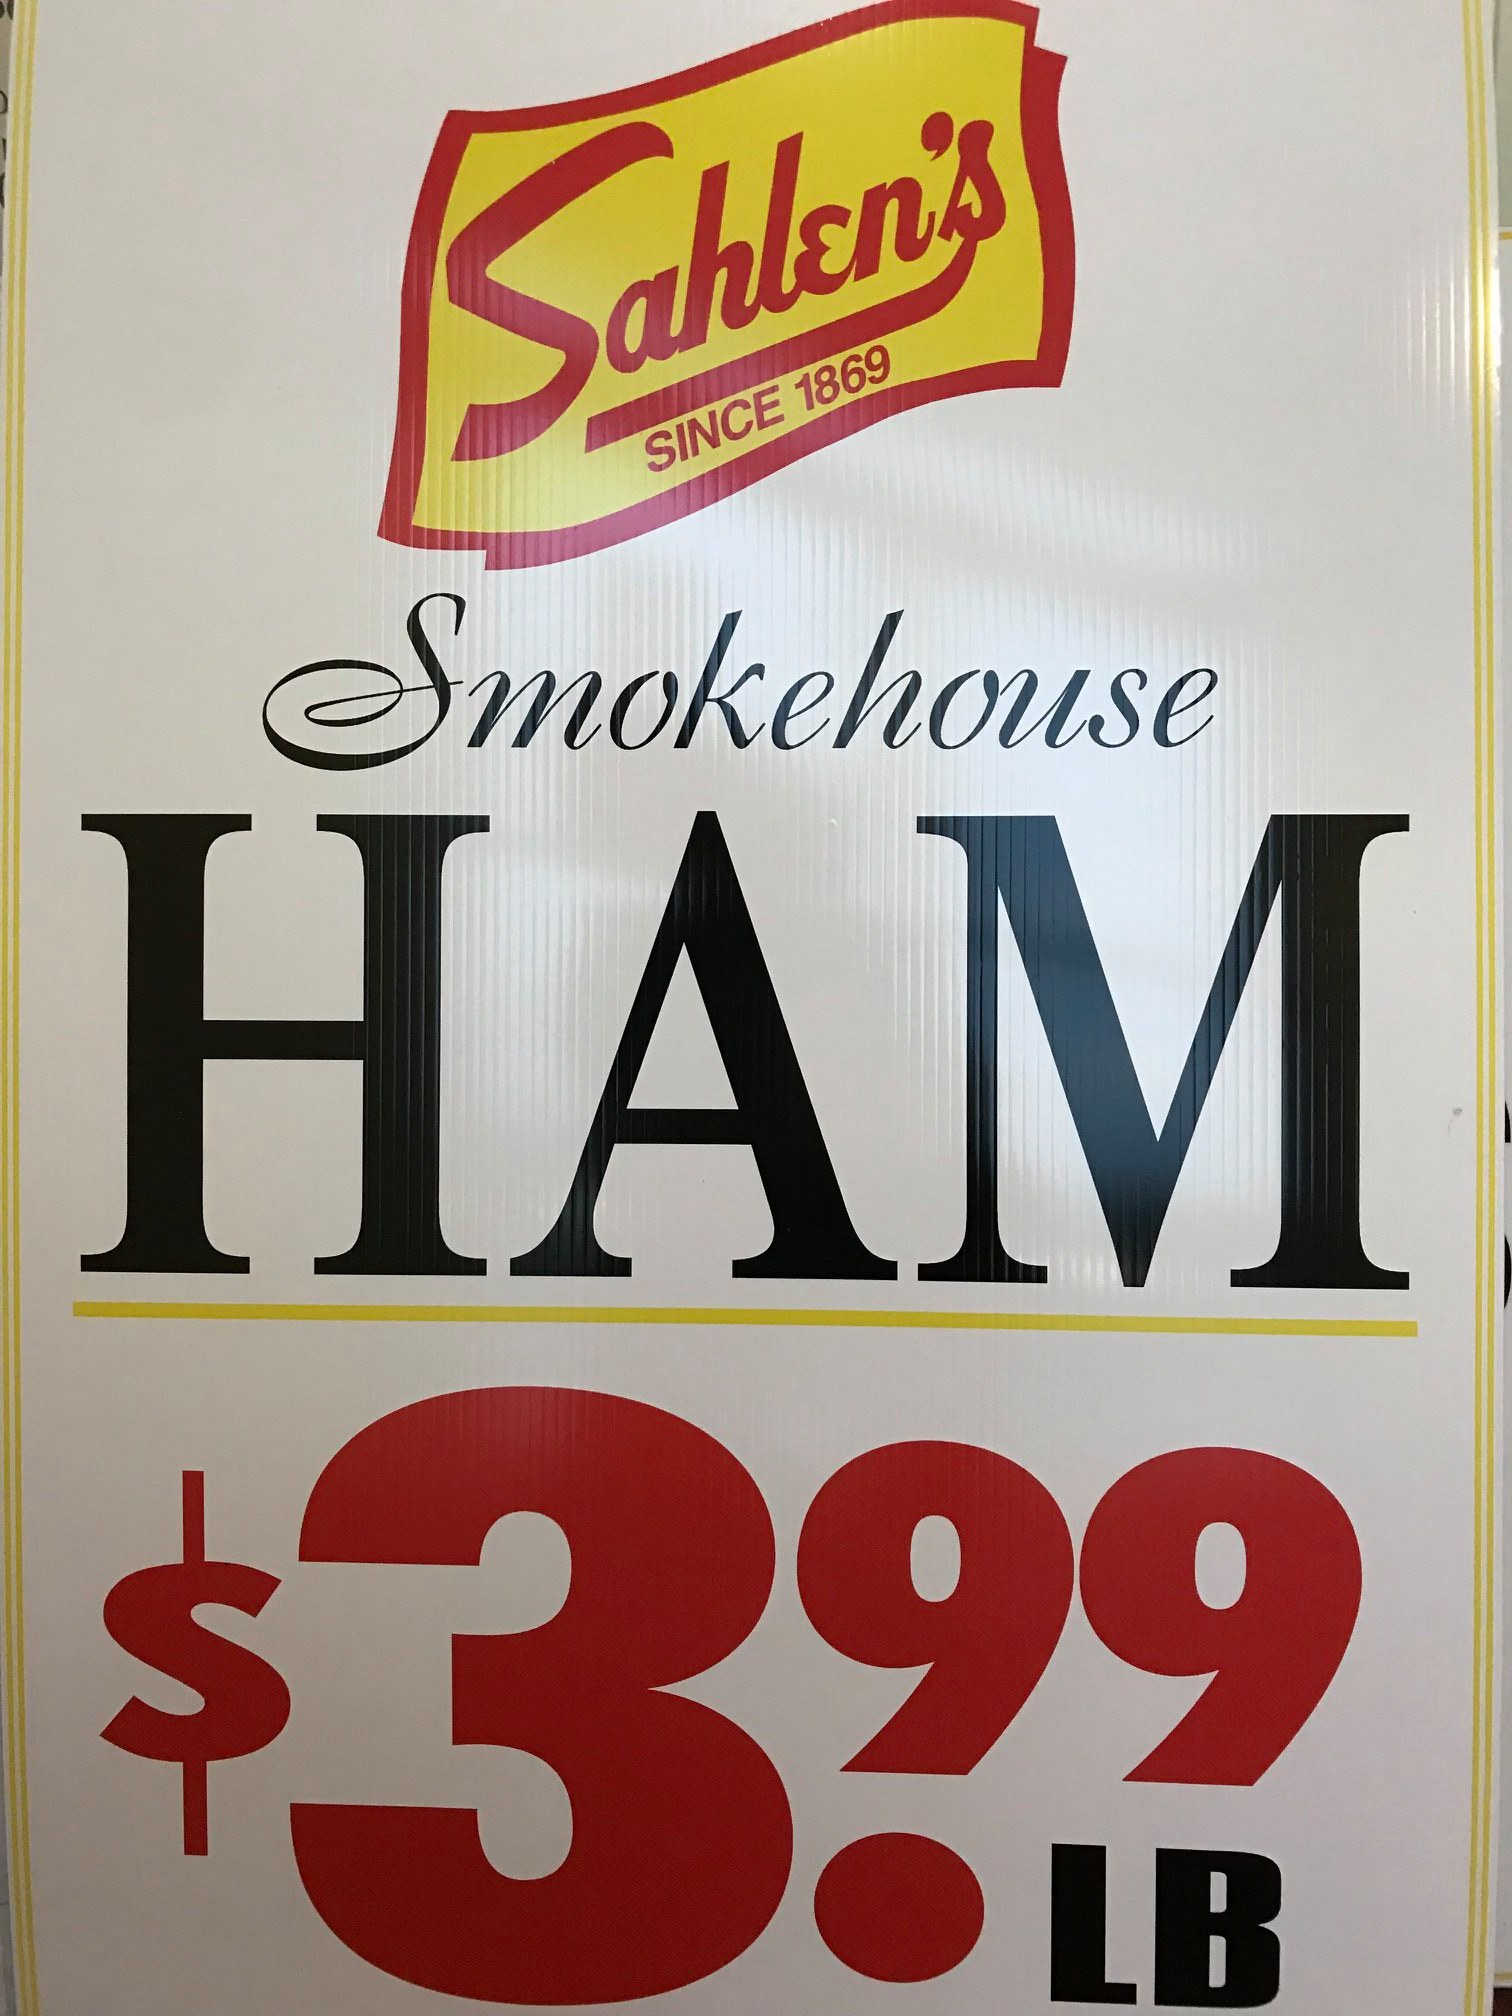 Sahlen's
SINCE 1869
Smokehouse
HAM
$3.99
LB